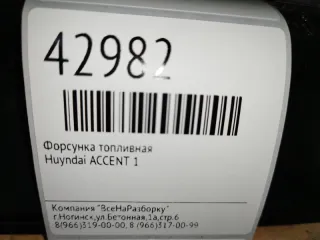 42982
Форсунка топливная
Huyndai ACCENT 1
Компания "ВсеНаРазборку"
г.Ногинск,ул.Бетонная,1а,стр.6
8(966)319-00-00, 8 (966)317-00-99